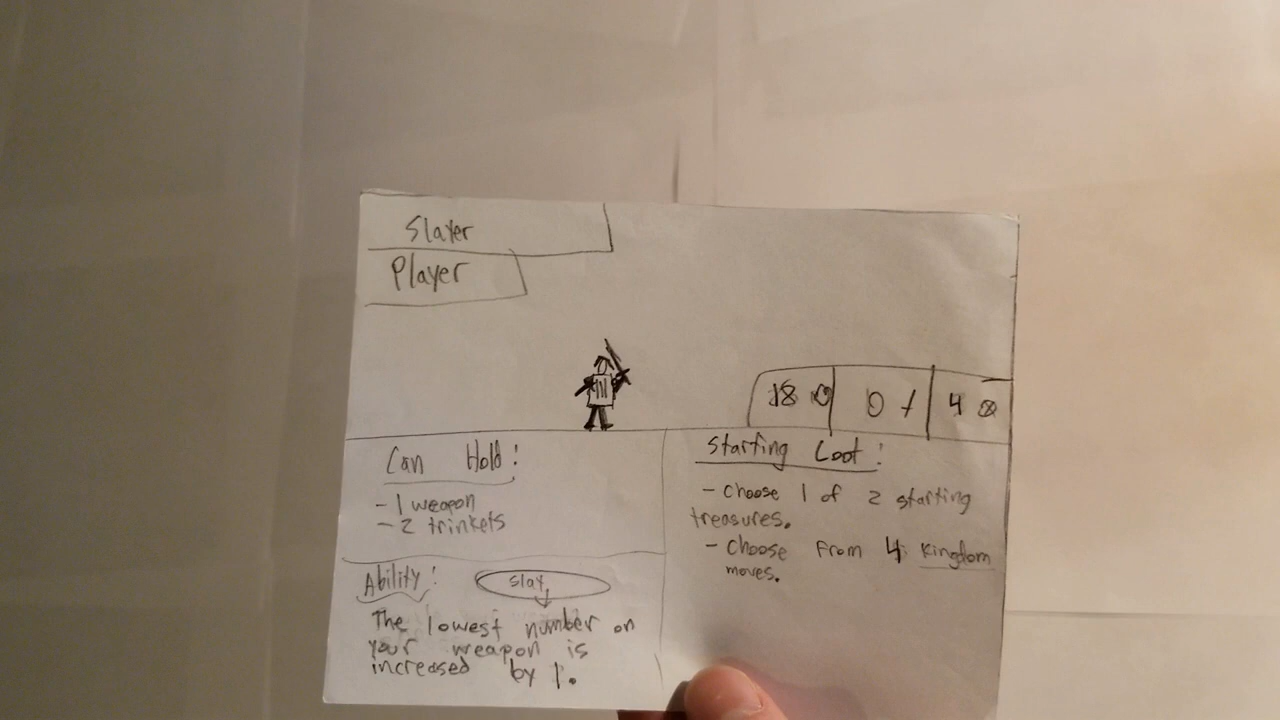 Slayer
Player
18 0 / 4
Can Hold:
- 1 weapon
- 2 trinkets
Ability:
slay
The lowest number on
your weapon is
increased by 1.
Starting Loot:
- Choose 1 of 2 starting
treasures.
- Choose from 4 Kingdom
moves.